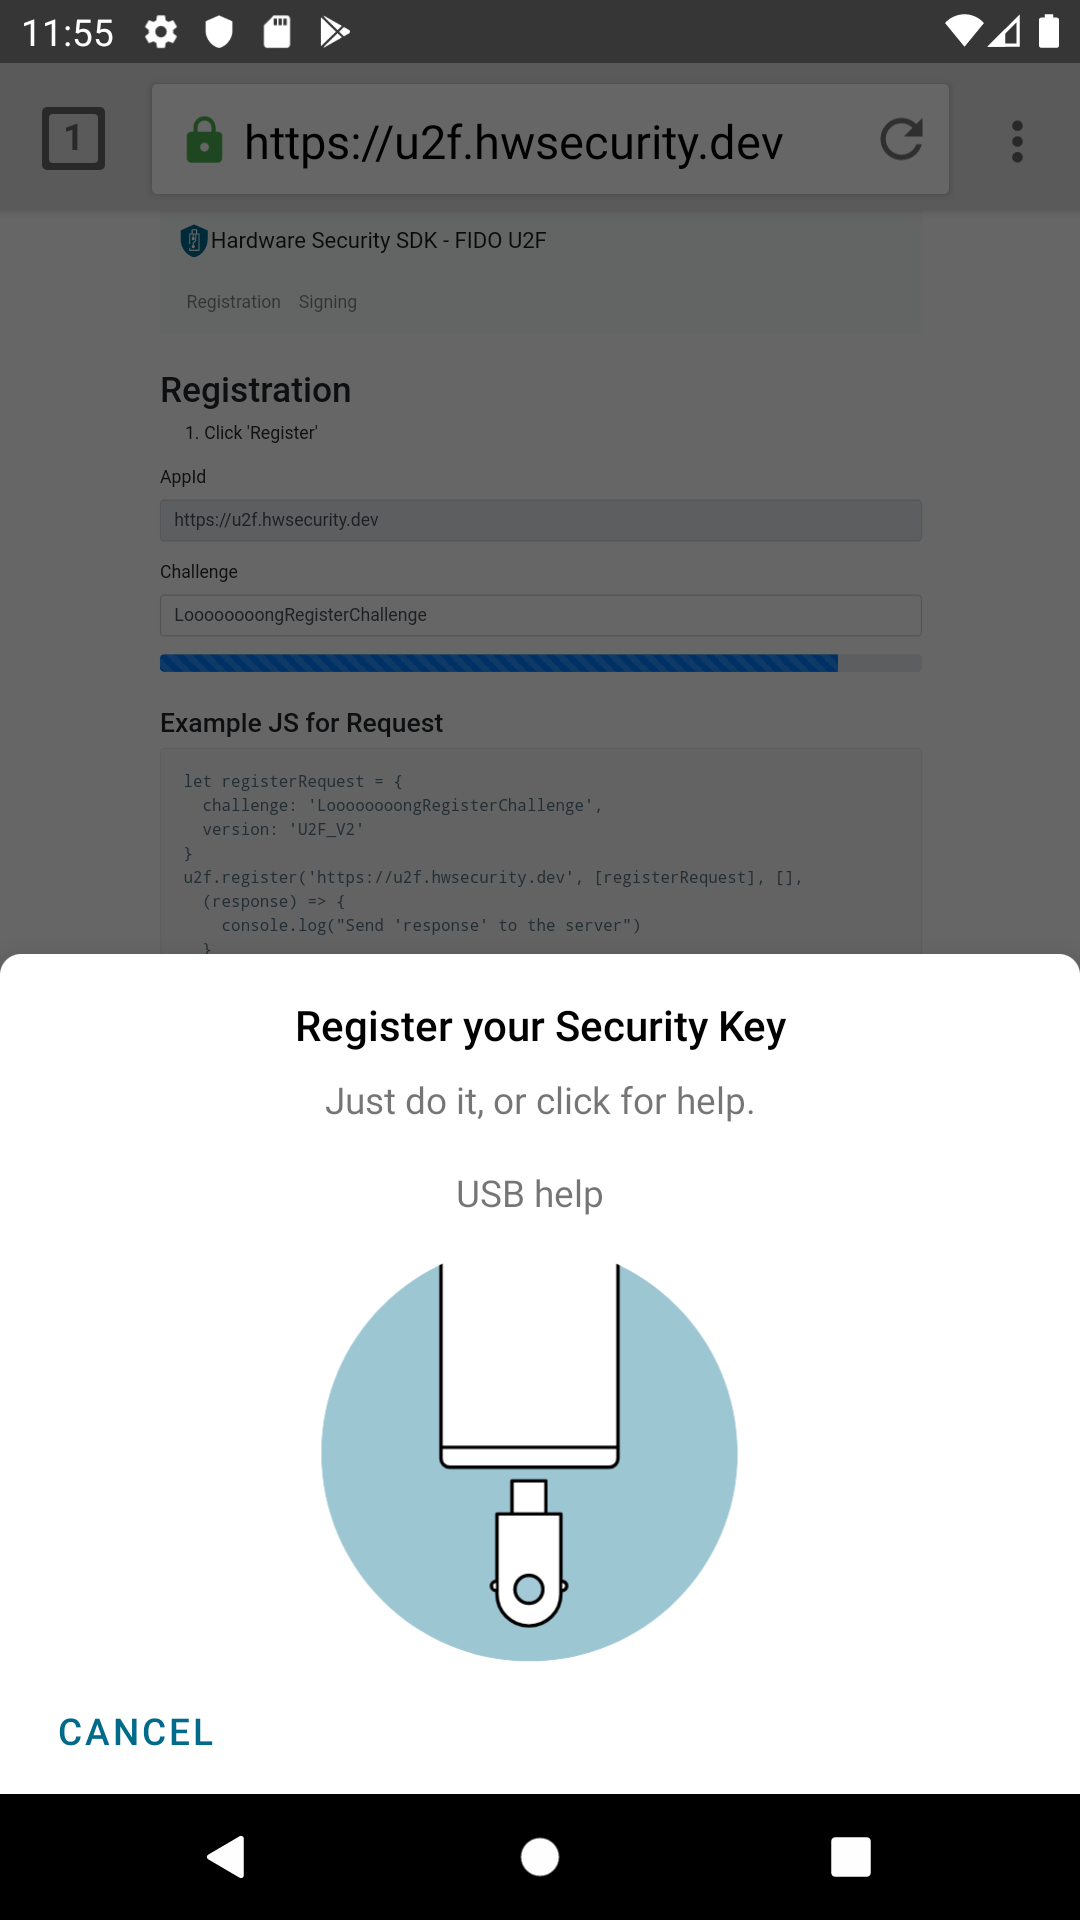 11:55
1
https://u2f.hwsecurity.dev
Hardware Security SDK - FIDO U2F
Registration Signing
Registration
1. Click 'Register'
AppId
https://u2f.hwsecurity.dev
Challenge
LoooooooongRegisterChallenge
Example JS for Request
let registerRequest = {
  challenge: 'LoooooooongRegisterChallenge',
  version: 'U2F_V2'
}
u2f.register('https://u2f.hwsecurity.dev', [registerRequest], [],
  (response) => {
    console.log("Send 'response' to the server")
  }
Register your Security Key
Just do it, or click for help.
USB help
CANCEL